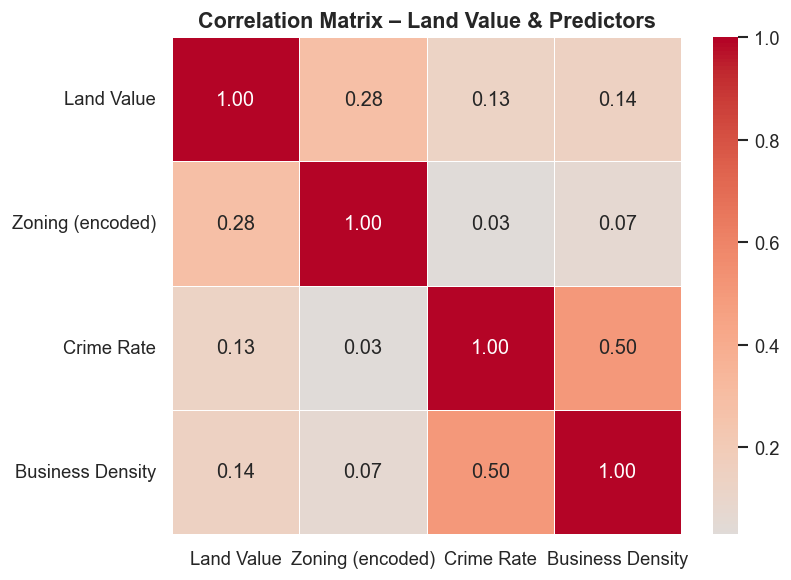 Correlation Matrix – Land Value & Predictors
Land Value 1.00 0.28 0.13 0.14
Zoning (encoded) 0.28 1.00 0.03 0.07
Crime Rate 0.13 0.03 1.00 0.50
Business Density 0.14 0.07 0.50 1.00
Land Value Zoning (encoded) Crime Rate Business Density
1.0
0.8
0.6
0.4
0.2